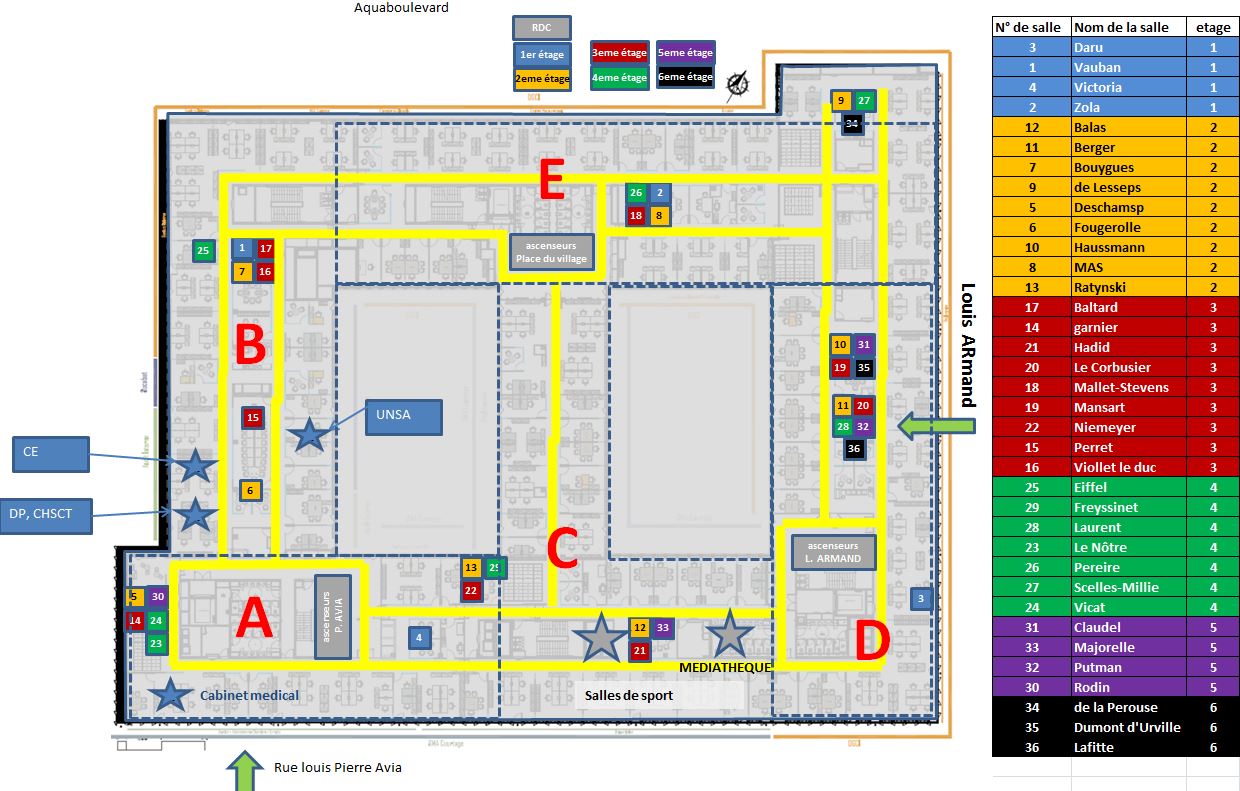 Aquaboulevard
RDC
1er étage
3eme étage
5eme étage
2eme étage
4eme étage
6eme étage
9 27
34
E
26 2
18 8
ascenseurs
Place du village
25
1 17
7 16
B
10 31
19 35
Louis ARmand
15
UNSA
11 20
28 32
36
CE
6
DP, CHSCT
C
13 29
22
ascenseurs
L. ARMAND
5 30
14 24
23
A
ascenseurs
P. AVIA
4
12 33
21
3
D
MEDIATHEQUE
Cabinet medical
Salles de sport
Rue louis Pierre Avia
N° de salle Nom de la salle etage
3 Daru 1
1 Vauban 1
4 Victoria 1
2 Zola 1
12 Balas 2
11 Berger 2
7 Bouygues 2
9 de Lesseps 2
5 Deschamsp 2
6 Fougerolle 2
10 Haussmann 2
8 MAS 2
13 Ratynski 2
17 Baltard 3
14 garnier 3
21 Hadid 3
20 Le Corbusier 3
18 Mallet-Stevens 3
19 Mansart 3
22 Niemeyer 3
15 Perret 3
16 Viollet le duc 3
25 Eiffel 4
29 Freyssinet 4
28 Laurent 4
23 Le Nôtre 4
26 Pereire 4
27 Scelles-Millie 4
24 Vicat 4
31 Claudel 5
33 Majorelle 5
32 Putman 5
30 Rodin 5
34 de la Perouse 6
35 Dumont d'Urville 6
36 Lafitte 6